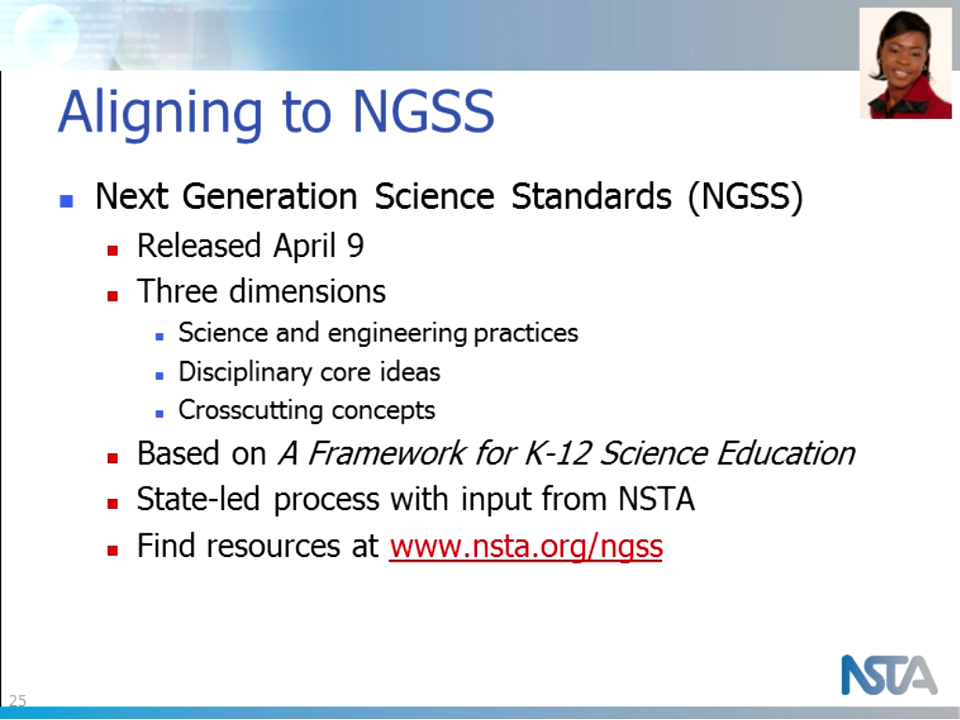 Aligning to NGSS
Next Generation Science Standards (NGSS)
Released April 9
Three dimensions
Science and engineering practices
Disciplinary core ideas
Crosscutting concepts
Based on A Framework for K-12 Science Education
State-led process with input from NSTA
Find resources at www.nsta.org/ngss
NSTA
25